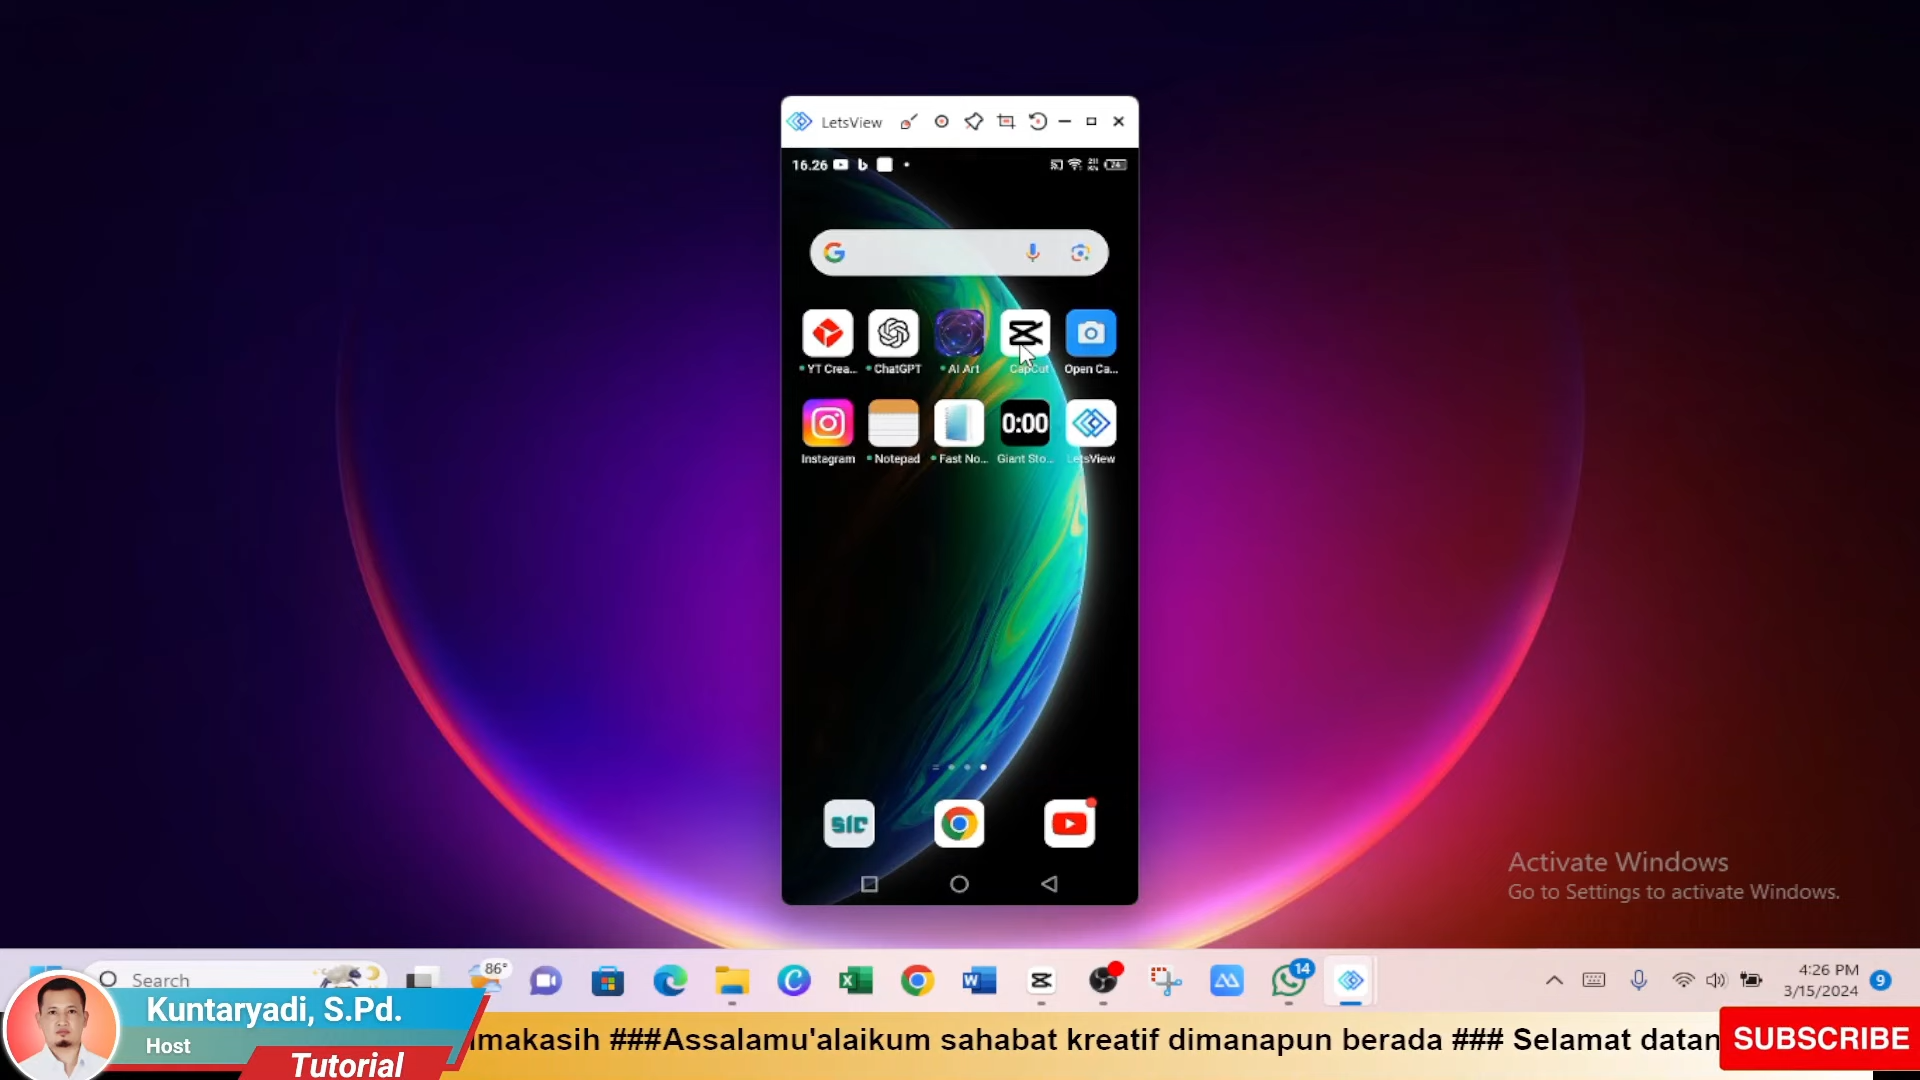 LetsView
16.26
24
YT Crea...
ChatGPT
AI Art
CapCut
Open Ca...
0:00
Instagram
Notepad
Fast No...
Giant Sto...
LetsView
Activate Windows
Go to Settings to activate Windows.
Search
86°
14
4:26 PM
3/15/2024
9
Kuntaryadi, S.Pd.
Host
Tutorial
makasih ###Assalamu'alaikum sahabat kreatif dimanapun berada ### Selamat datan
SUBSCRIBE